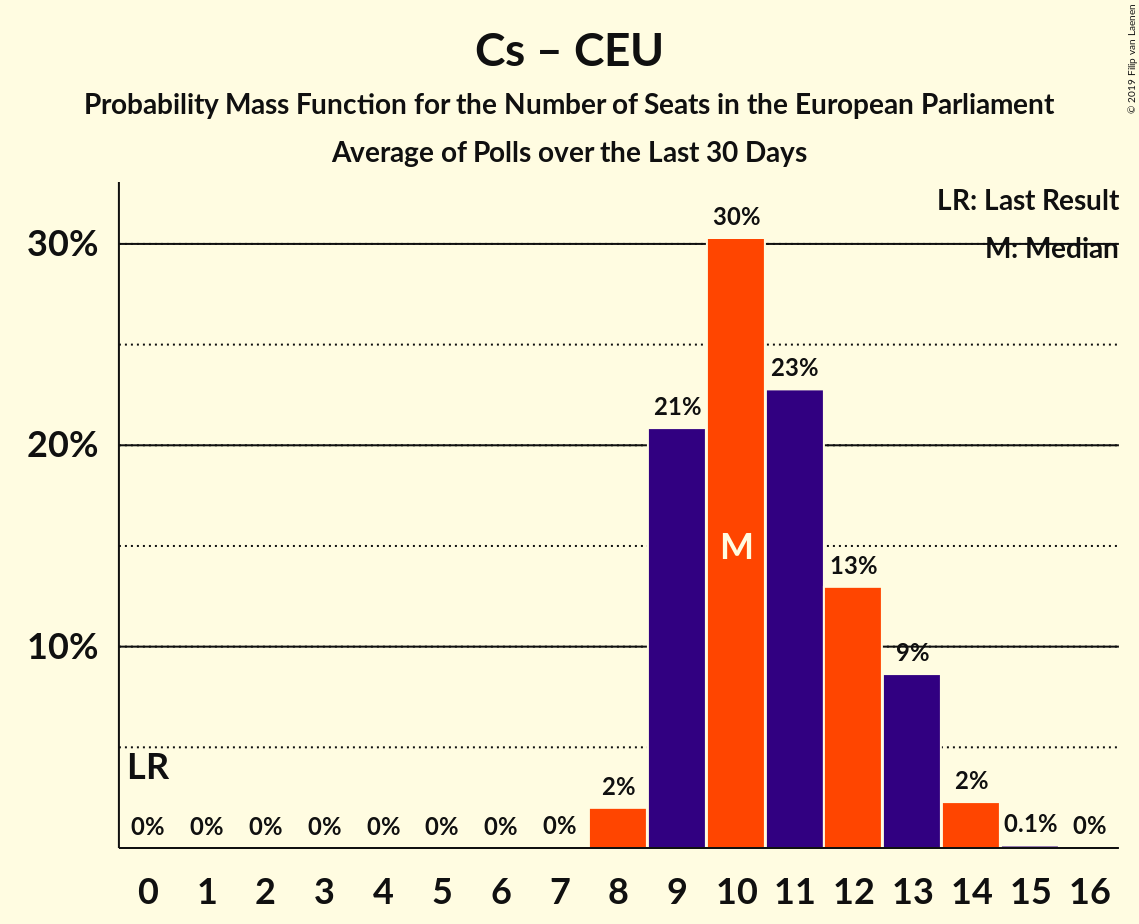 Cs – CEU
Probability Mass Function for the Number of Seats in the European Parliament
Average of Polls over the Last 30 Days
© 2019 Filip van Laenen
LR: Last Result
M: Median
30%
20%
10%
30%
23%
21%
M
13%
9%
LR
2%
2%
0% 0% 0% 0% 0% 0% 0% 0% 0.1% 0%
0 1 2 3 4 5 6 7 8 9 10 11 12 13 14 15 16